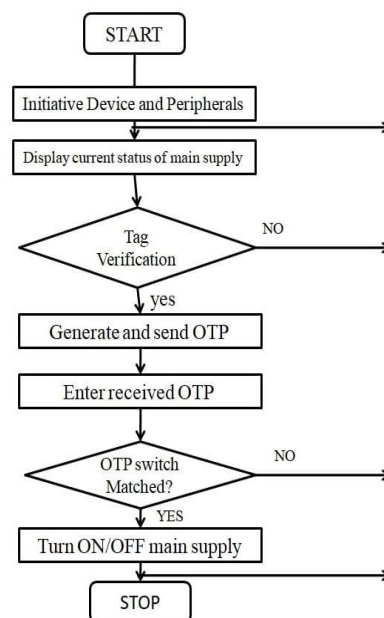 START
Initiative Device and Peripherals
Display current status of main supply
Tag
Verification
NO
yes
Generate and send OTP
Enter received OTP
OTP switch
Matched?
NO
YES
Turn ON/OFF main supply
STOP